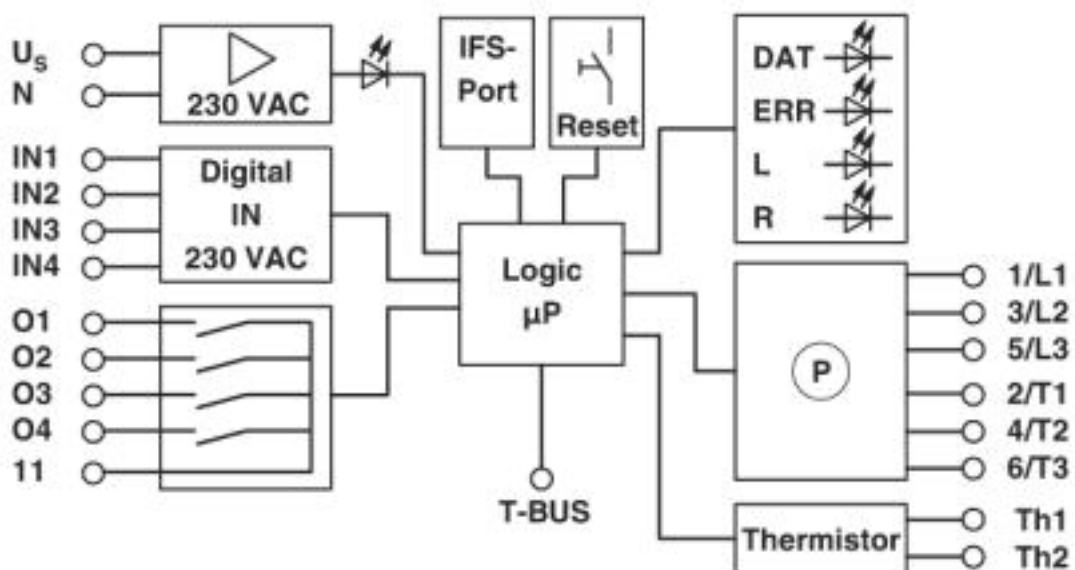 U_S
N
230 VAC
IFS-
Port
Reset
DAT
ERR
L
R
IN1
IN2
IN3
IN4
Digital
IN
230 VAC
Logic
µP
O1
O2
O3
O4
11
T-BUS
P
1/L1
3/L2
5/L3
2/T1
4/T2
6/T3
Thermistor
Th1
Th2